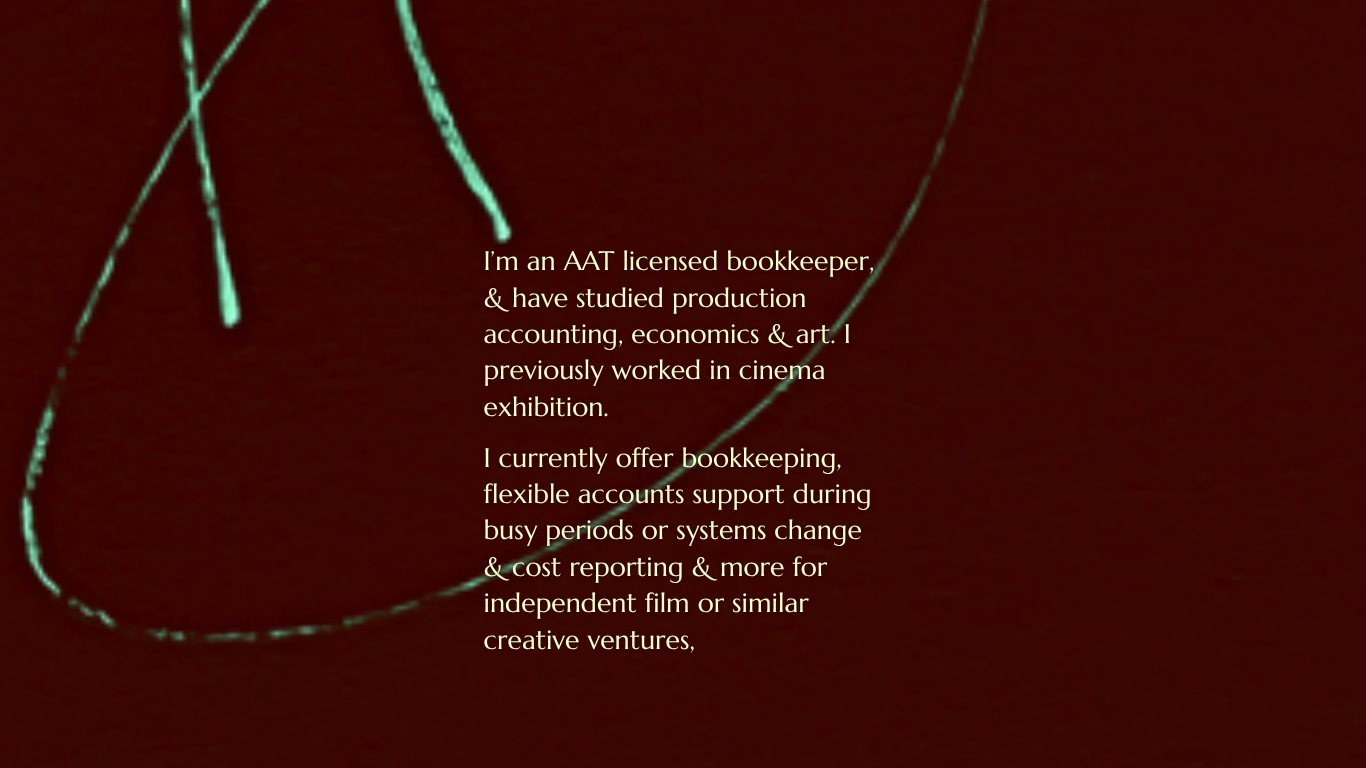 I’m an AAT licensed bookkeeper,
& have studied production
accounting, economics & art. I
previously worked in cinema
exhibition.
I currently offer bookkeeping,
flexible accounts support during
busy periods or systems change
& cost reporting & more for
independent film or similar
creative ventures,